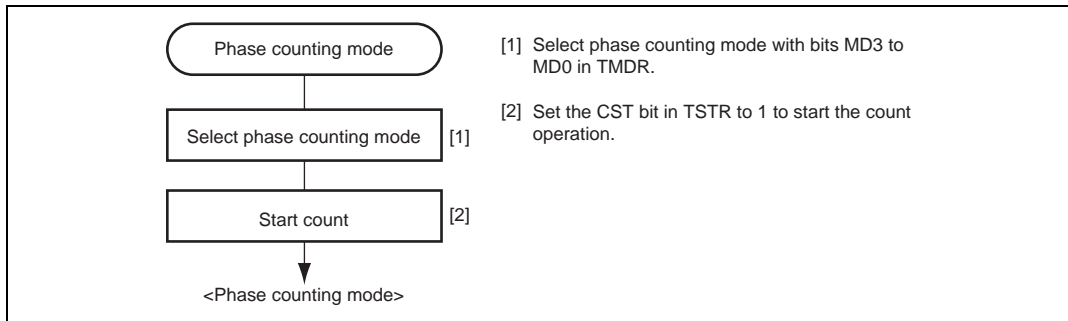 Phase counting mode
Select phase counting mode
[1]
Start count
[2]
<Phase counting mode>
[1] Select phase counting mode with bits MD3 to
MD0 in TMDR.
[2] Set the CST bit in TSTR to 1 to start the count
operation.